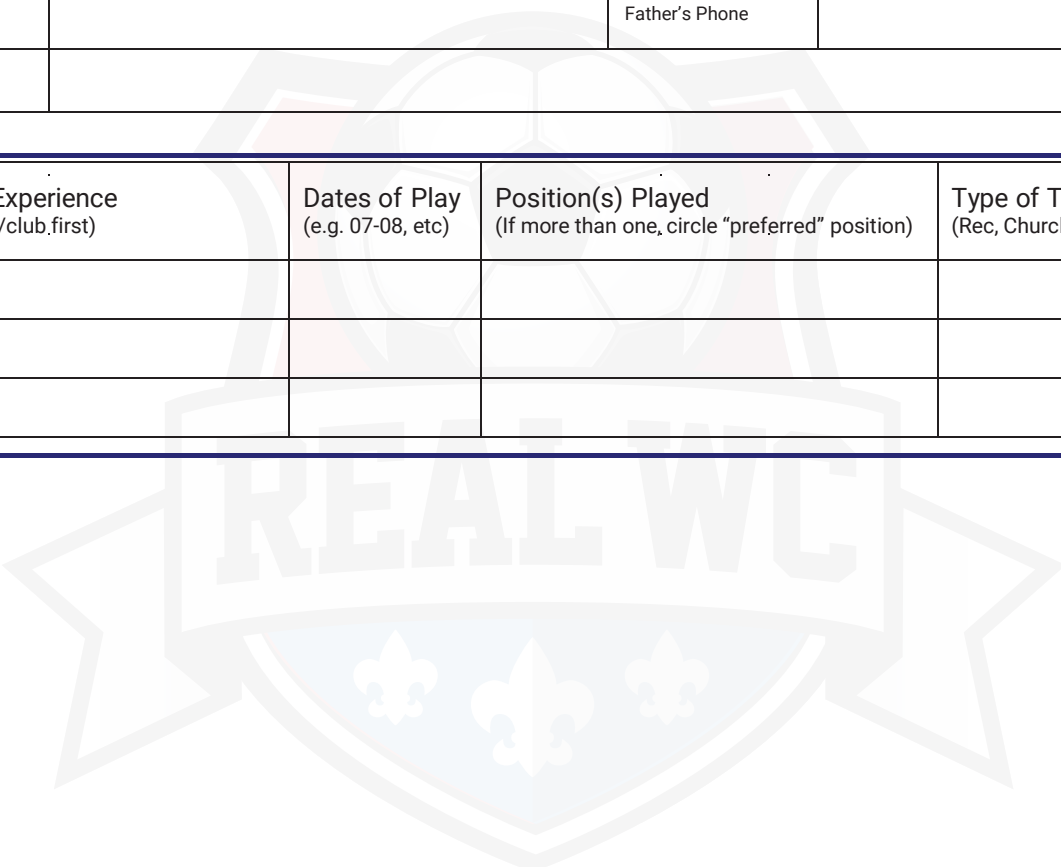 Father’s Phone
Experience
/club first)
Dates of Play
(e.g. 07-08, etc)
Position(s) Played
(If more than one, circle “preferred” position)
Type of T
(Rec, Church
REAL WC